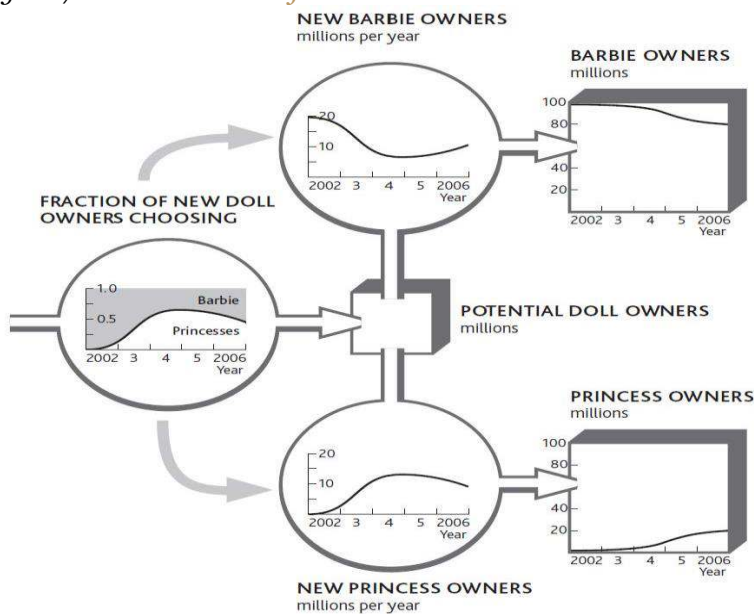 NEW BARBIE OWNERS
millions per year
20
10
2002 3 4 5 2006
Year
BARBIE OWNERS
millions
100
80
40
20
2002 3 4 5 2006
Year
FRACTION OF NEW DOLL
OWNERS CHOOSING
1.0
Barbie
0.5
Princesses
2002 3 4 5 2006
Year
POTENTIAL DOLL OWNERS
millions
PRINCESS OWNERS
millions
100
80
40
20
2002 3 4 5 2006
Year
20
10
2002 3 4 5 2006
Year
NEW PRINCESS OWNERS
millions per year